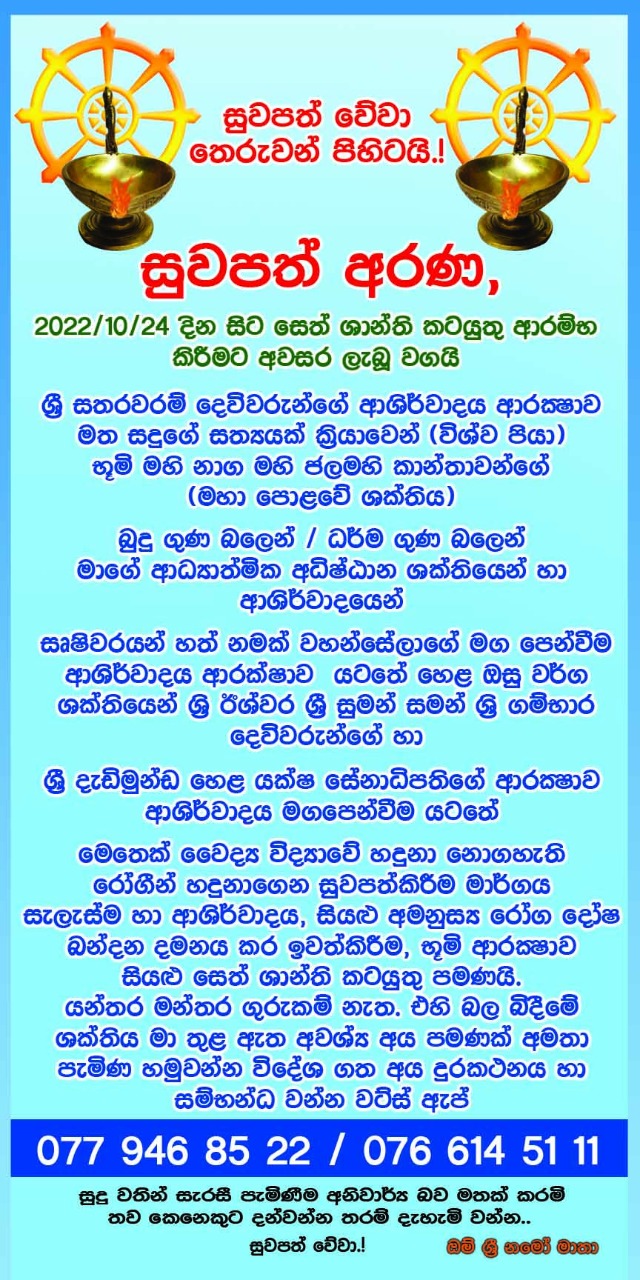 සුවපත් වේවා
තෙරුවන් පිහිටයි.!
සුවපත් අරණ,
2022/10/24 දින සිට සෙත් ශාන්ති කටයුතු ආරම්භ
කිරීමට අවසර ලැබූ වගයි
ශ්‍රී සතරවරම් දෙවිවරුන්ගේ ආශිර්වාදය ආරක්‍ෂාව
මත සදුගේ සත්‍යයක් ක්‍රියාවෙන් (විශ්ව පියා)
භූමි මහි නාග මහි ජලමහි කාන්තාවන්ගේ
(මහා පොළවේ ශක්තිය)
බුදු ගුණ බලෙන් / ධර්ම ගුණ බලෙන්
මාගේ ආධ්‍යාත්මික අධිෂ්ඨාන ශක්තියෙන් හා
ආශිර්වාදයෙන්
සෘෂිවරයන් හත් නමක් වහන්සේලාගේ මග පෙන්වීම
ආශිර්වාදය ආරක්ෂාව යටතේ හෙළ ඔසු වර්ග
ශක්තියෙන් ශ්‍රි ඊශ්වර ශ්‍රී සුමන් සමන් ශ්‍රි ගම්භාර
දෙවිවරුන්ගේ හා
ශ්‍රී දැඩිමුන්ඩ හෙළ යක්ෂ සේනාධිපතිගේ ආරක්‍ෂාව
ආශිර්වාදය මගපෙන්වීම යටතේ
මෙතෙක් වෛද්‍ය විද්‍යාවේ හදුනා නොගහැති
රෝගීන් හදුනාගෙන සුවපත්කිරීම මාර්ගය
සැලැස්ම හා ආශිර්වාදය, සියළු අමනුස්‍ය රෝග දෝෂ
බන්දන දමනය කර ඉවත්කිරීම, භූමි ආරක්‍ෂාව
සියළු සෙත් ශාන්ති කටයුතු පමණයි.
යන්තර මන්තර ගුරුකම් නැත. එහි බල බිදීමේ
ශක්තිය මා තුළ ඇත අවශ්‍ය අය පමණක් අමතා
පැමිණ හමුවන්න විදේශ ගත අය දුරකථනය හා
සම්භන්ධ වන්න වට්ස් ඇප්
077 946 85 22 / 076 614 51 11
සුදු වතින් සැරසී පැමිණීම අනිවාර්ය බව මතක් කරමි
තව කෙනෙකුට දන්වන්න තරම් දැහැමි වන්න..
සුවපත් වේවා.!
ඔම් ශ්‍රී නමෝ මාතා